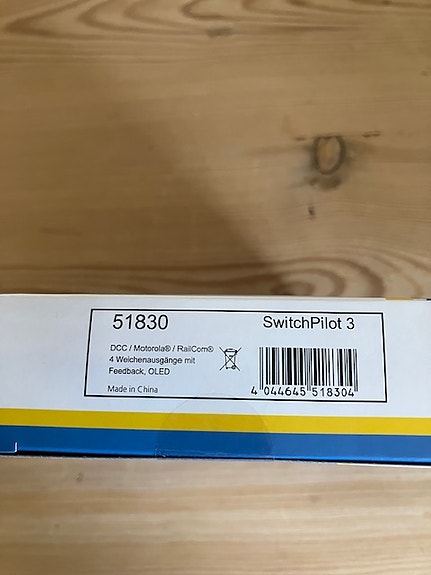 51830 SwitchPilot 3
DCC / Motorola® / RailCom®
4 Weichenausgänge mit
Feedback, OLED
Made in China
4 044645 518304